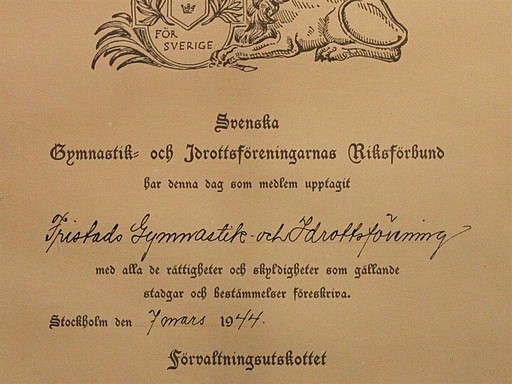 FÖR
SVERIGE
Svenska
Gymnastik- och Idrottsföreningarnas Riksförbund
har denna dag som medlem upptagit
Fristads Gymnastik- och Idrottsförening
med alla de rättigheter och skyldigheter som gällande
stadgar och bestämmelser föreskriva.
Stockholm den 7 mars 1944.
Förvaltningsutskottet